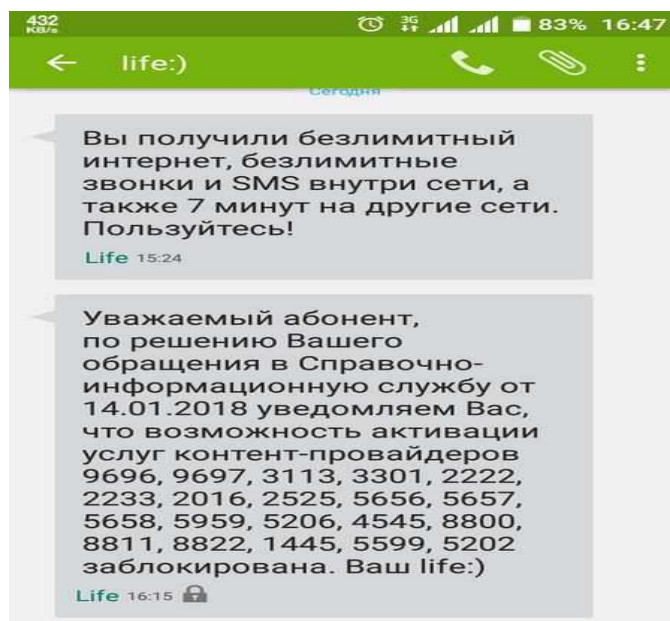 432
KB/s
3G
83% 16:47
life:)
Сегодня
Вы получили безлимитный
интернет, безлимитные
звонки и SMS внутри сети, а
также 7 минут на другие сети.
Пользуйтесь!
Life 15:24
Уважаемый абонент,
по решению Вашего
обращения в Справочно-
информационную службу от
14.01.2018 уведомляем Вас,
что возможность активации
услуг контент-провайдеров
9696, 9697, 3113, 3301, 2222,
2233, 2016, 2525, 5656, 5657,
5658, 5959, 5206, 4545, 8800,
8811, 8822, 1445, 5599, 5202
заблокирована. Ваш life:)
Life 16:15